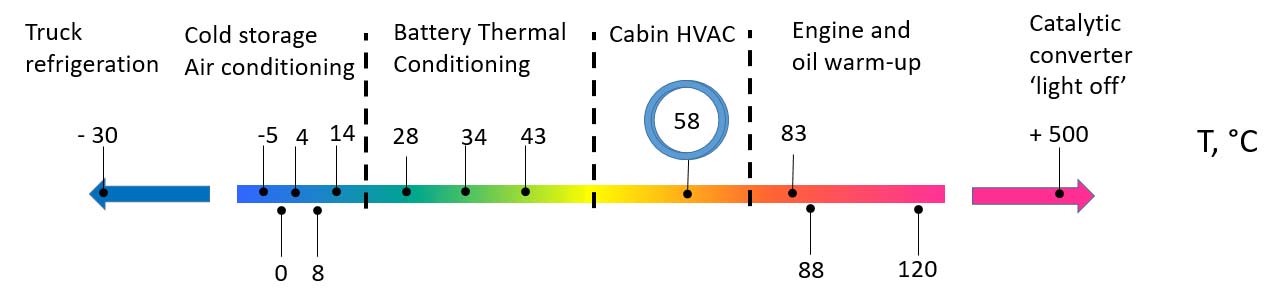 Truck
refrigeration
Cold storage
Air conditioning
Battery Thermal
Conditioning
Cabin HVAC
Engine and
oil warm-up
Catalytic
converter
‘light off’
- 30
-5
4
14
28
34
43
58
83
+ 500
T, °C
0
8
88
120